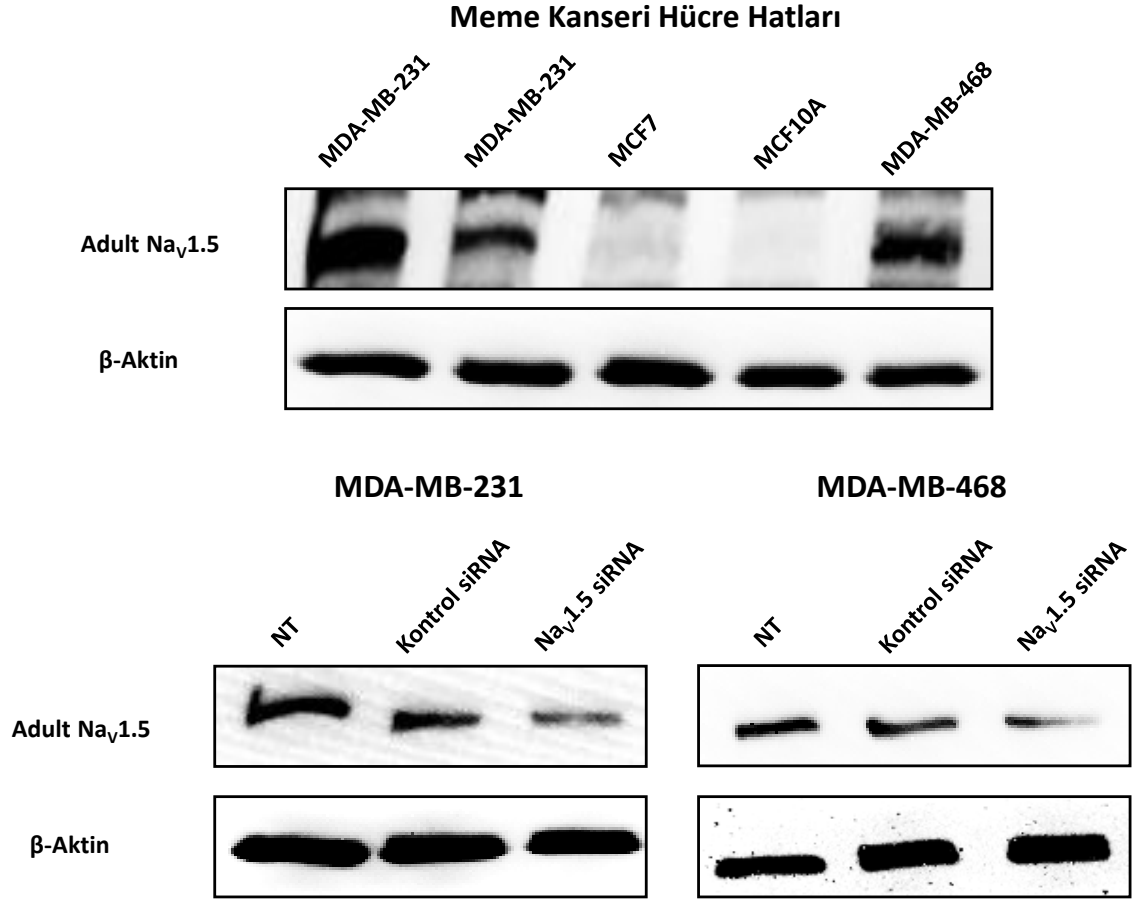 Meme Kanseri Hücre Hatları
MDA-MB-231
MDA-MB-231
MCF7
MCF10A
MDA-MB-468
Adult Naᵥ1.5
β-Aktin
MDA-MB-231
MDA-MB-468
NT
Kontrol siRNA
Naᵥ1.5 siRNA
NT
Kontrol siRNA
Naᵥ1.5 siRNA
Adult Naᵥ1.5
β-Aktin